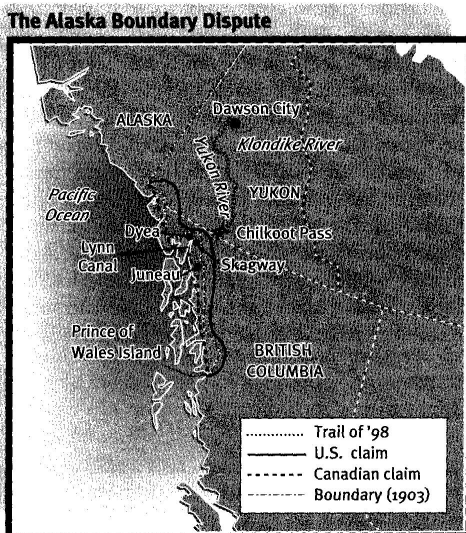 The Alaska Boundary Dispute
Dawson City
ALASKA
Klondike River
Yukon River
Pacific
Ocean
YUKON
Dyea
Chilkoot Pass
Lynn
Canal
Skagway
Juneau
Prince of
Wales Island
BRITISH
COLUMBIA
Trail of '98
U.S. claim
Canadian claim
Boundary (1903)